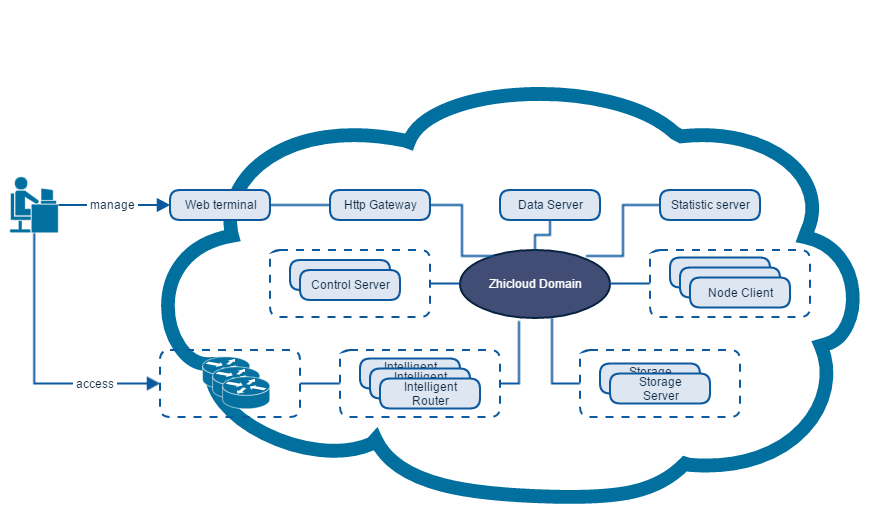 manage
Web terminal
Http Gateway
Data Server
Statistic server
Control Server
Zhicloud Domain
Node Client
access
Intelligent
Intelligent
Intelligent
Router
Storage
Storage
Server